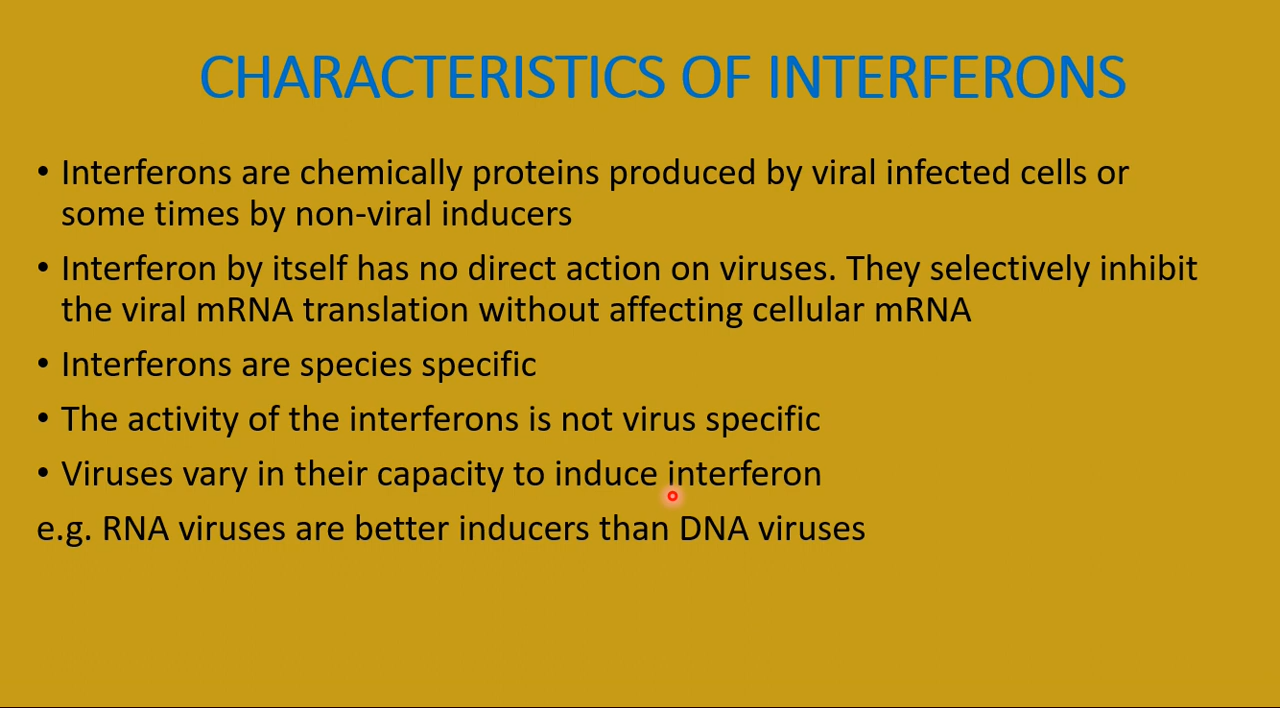 CHARACTERISTICS OF INTERFERONS
• Interferons are chemically proteins produced by viral infected cells or
some times by non-viral inducers
• Interferon by itself has no direct action on viruses. They selectively inhibit
the viral mRNA translation without affecting cellular mRNA
• Interferons are species specific
• The activity of the interferons is not virus specific
• Viruses vary in their capacity to induce interferon
e.g. RNA viruses are better inducers than DNA viruses